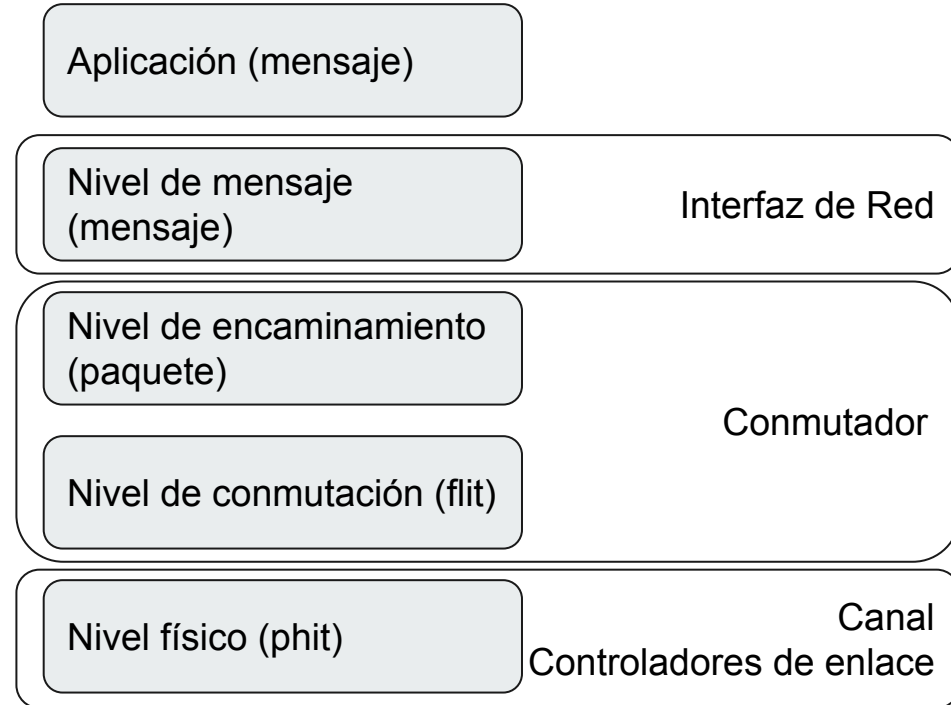 Aplicación (mensaje)
Nivel de mensaje
(mensaje)
Interfaz de Red
Nivel de encaminamiento
(paquete)
Conmutador
Nivel de conmutación (flit)
Nivel físico (phit)
Canal
Controladores de enlace